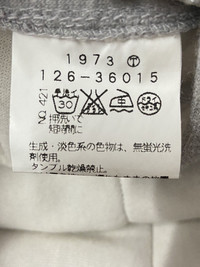 1973 Ⓣ
126-36015
NO 421
30
押洗いで
短時間に
生成・淡色系の色物は、無蛍光洗
剤使用。
タンブル乾燥禁止。